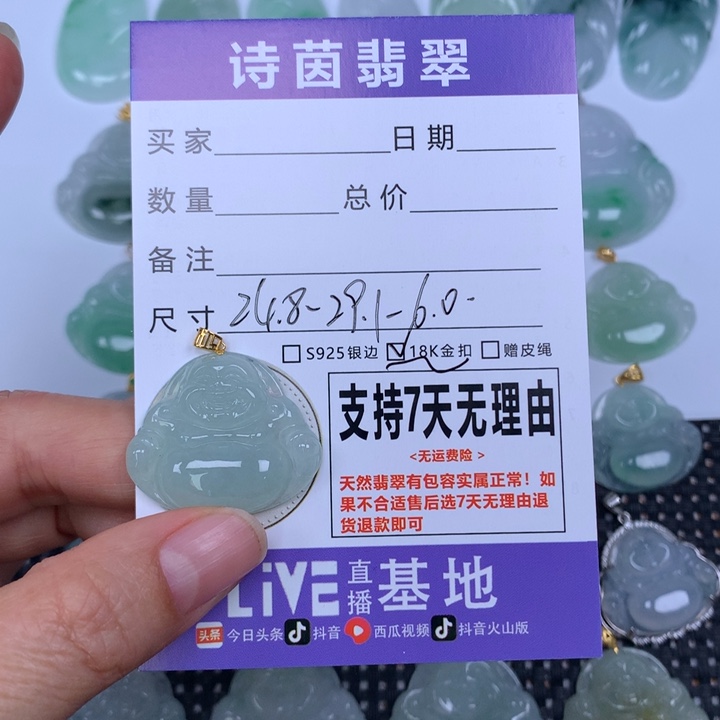 诗茵翡翠
买家 日期
数量 总价
备注
尺寸 24.8-29.1-6.0-
S925银边 18K金扣 赠皮绳
支持7天无理由
<无运费险>
天然翡翠有包容实属正常！如
果不合适售后选7天无理由退
货退款即可
LIVE 直播 基地
头条 今日头条 抖音 西瓜视频 抖音火山版